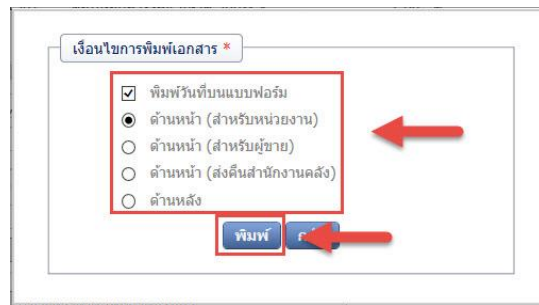 เงื่อนไขการพิมพ์เอกสาร *
พิมพ์วันที่บนแบบฟอร์ม
ด้านหน้า (สำหรับหน่วยงาน)
ด้านหน้า (สำหรับผู้ขาย)
ด้านหน้า (ส่งคืนสำนักงานคลัง)
ด้านหลัง
พิมพ์